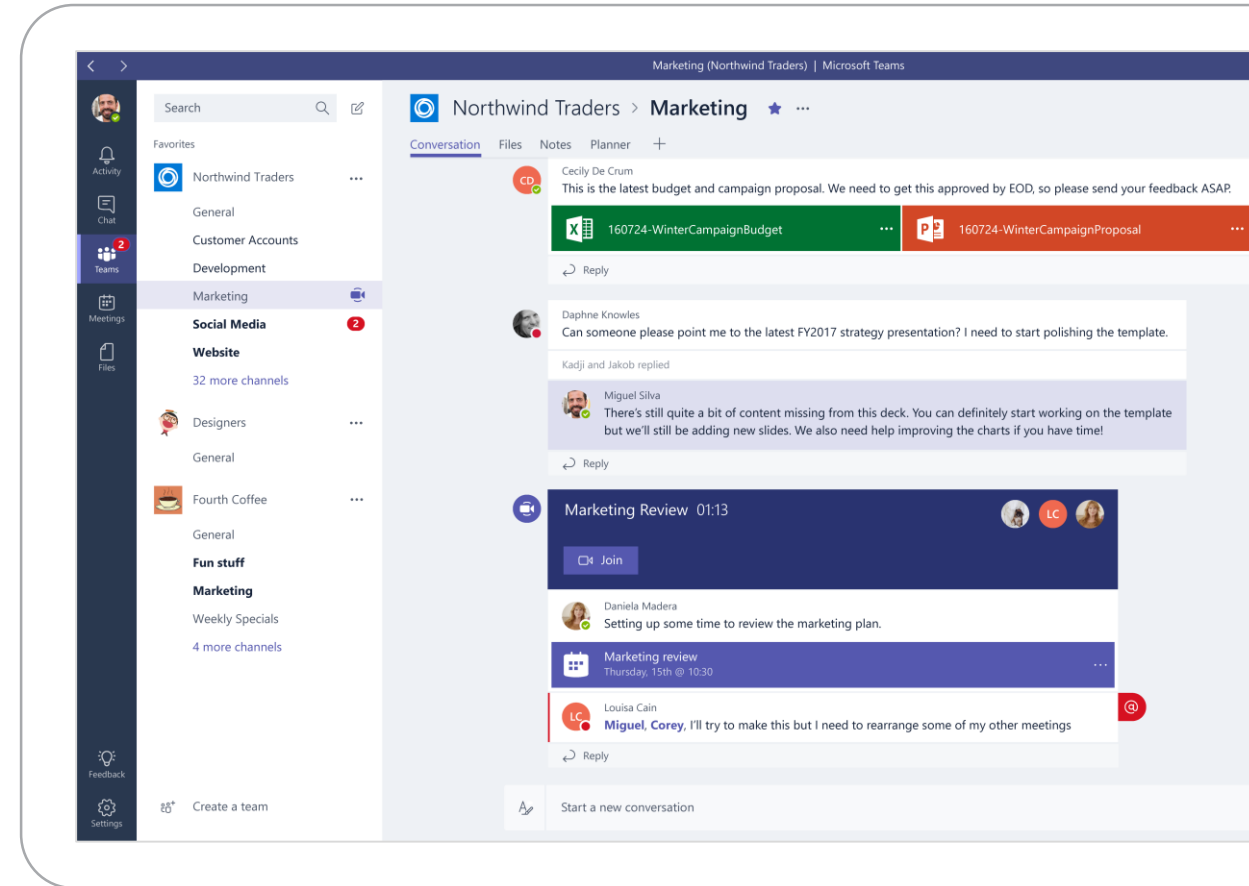 Marketing (Northwind Traders) | Microsoft Teams
Activity
Chat
2
Teams
Meetings
Files
Feedback
Settings
Search
Favorites
Northwind Traders
General
Customer Accounts
Development
Marketing
Social Media 2
Website
32 more channels
Designers
General
Fourth Coffee
General
Fun stuff
Marketing
Weekly Specials
4 more channels
Create a team
Northwind Traders > Marketing
Conversation Files Notes Planner
CD
Cecily De Crum
This is the latest budget and campaign proposal. We need to get this approved by EOD, so please send your feedback ASAP.
160724-WinterCampaignBudget
160724-WinterCampaignProposal
Reply
Daphne Knowles
Can someone please point me to the latest FY2017 strategy presentation? I need to start polishing the template.
Kadji and Jakob replied
Miguel Silva
There's still quite a bit of content missing from this deck. You can definitely start working on the template
but we'll still be adding new slides. We also need help improving the charts if you have time!
Reply
Marketing Review 01:13
LC
Join
Daniela Madera
Setting up some time to review the marketing plan.
Marketing review
Thursday, 15th @ 10:30
LC
Louisa Cain
Miguel, Corey, I'll try to make this but I need to rearrange some of my other meetings
@
Reply
Start a new conversation